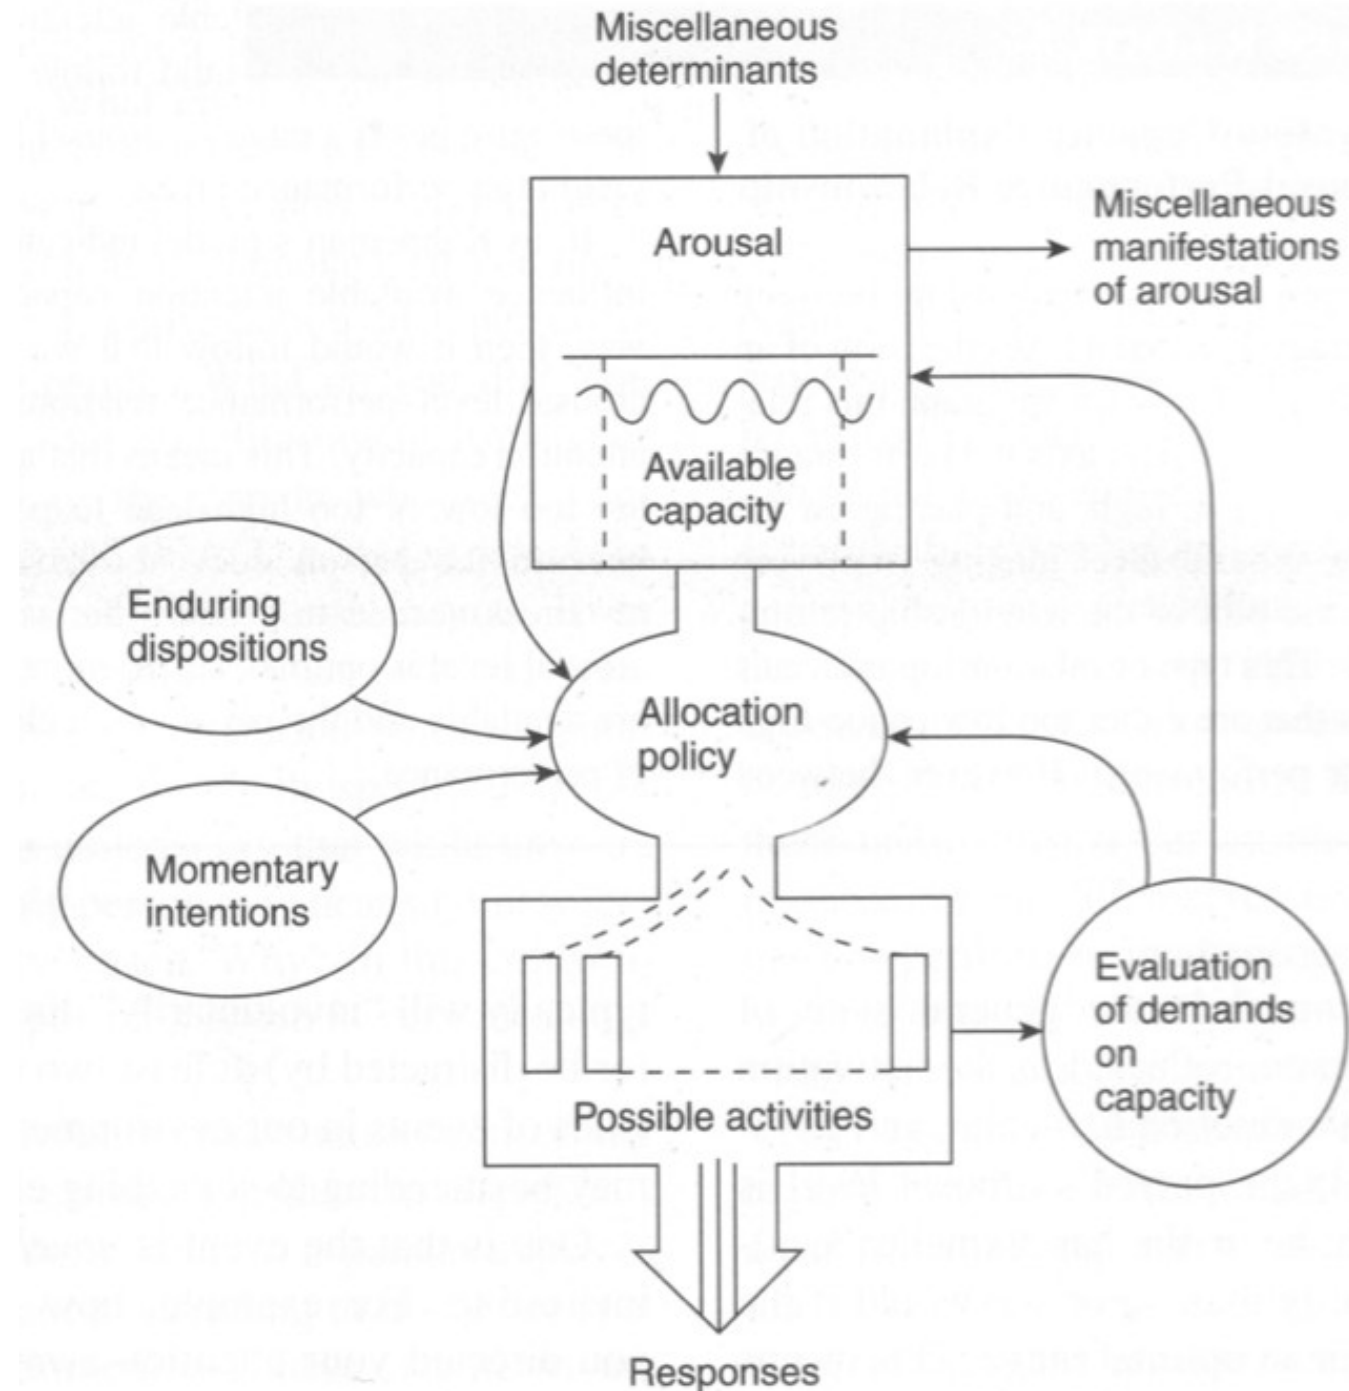 Miscellaneous
determinants
Arousal
Miscellaneous
manifestations
of arousal
Available
capacity
Enduring
dispositions
Allocation
policy
Momentary
intentions
Evaluation
of demands
on
capacity
Possible activities
Responses